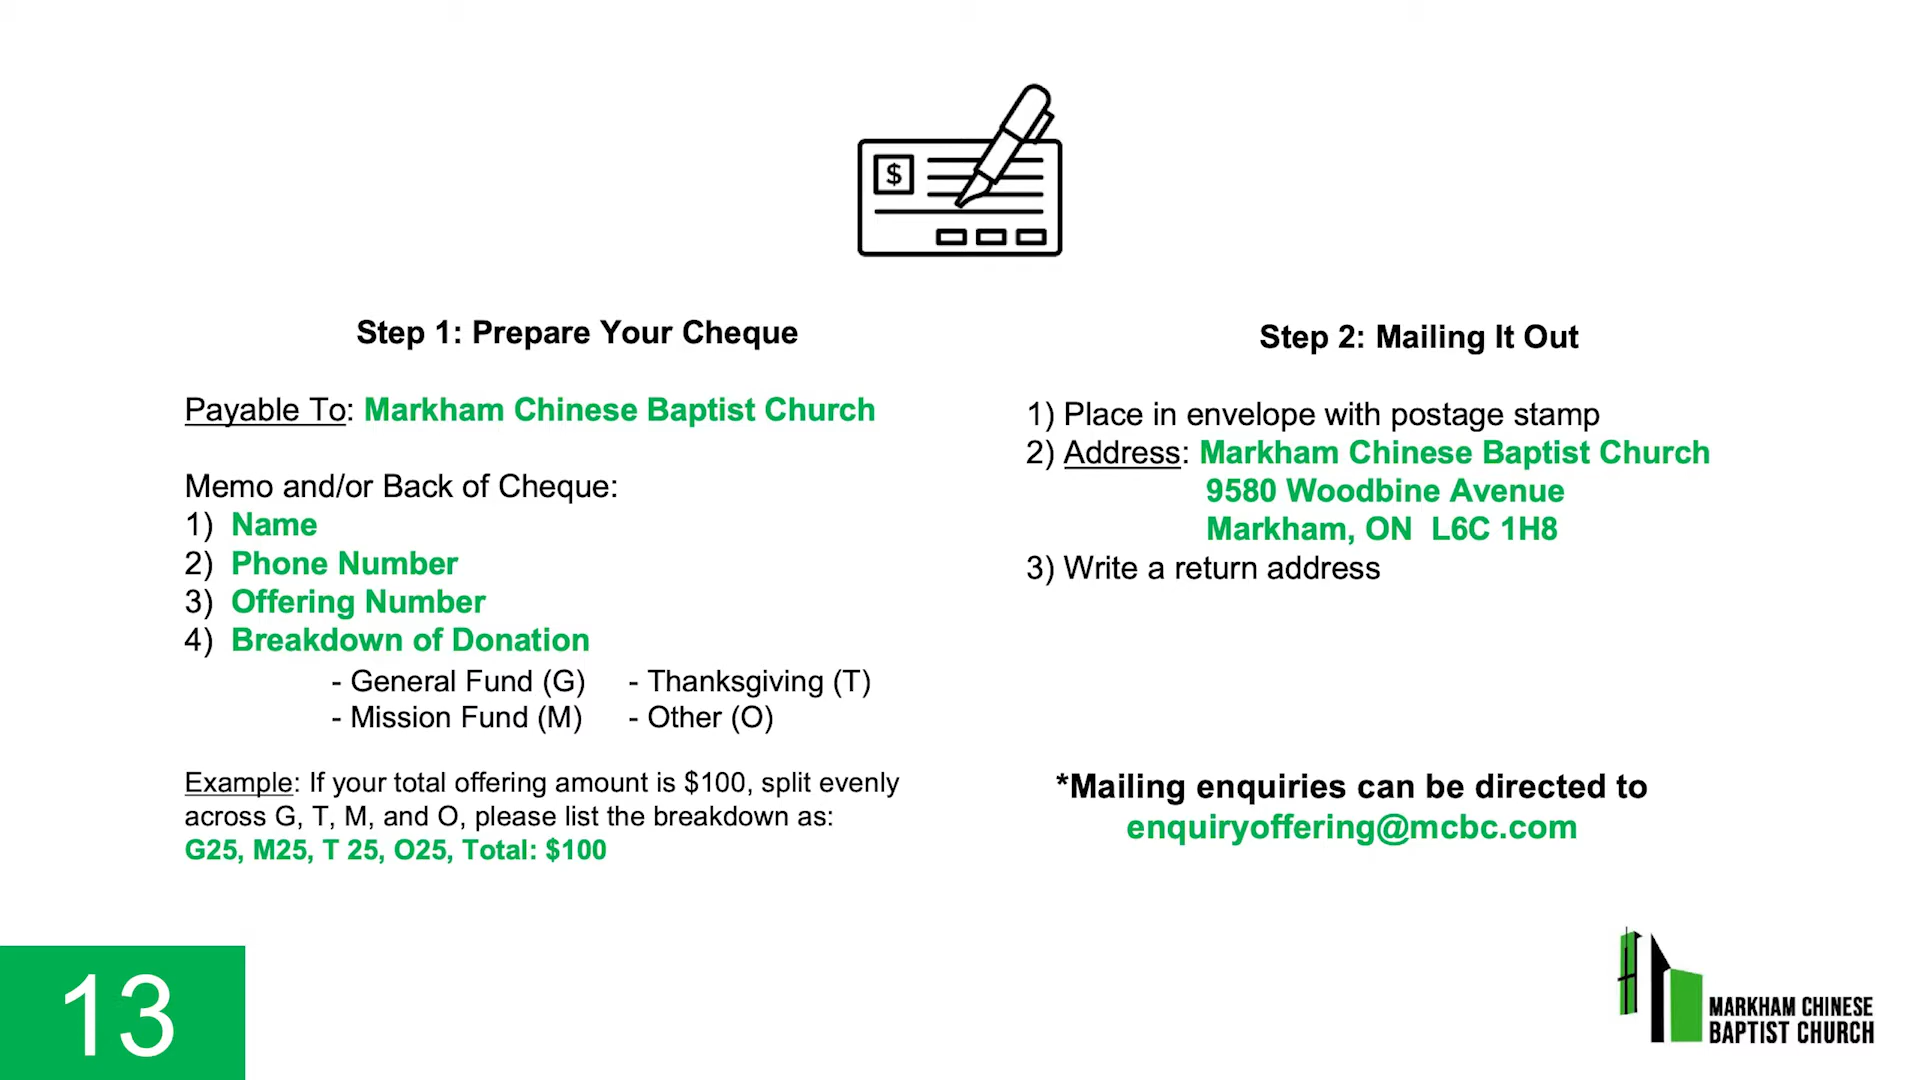 $
Step 1: Prepare Your Cheque
Payable To: Markham Chinese Baptist Church
Memo and/or Back of Cheque:
1) Name
2) Phone Number
3) Offering Number
4) Breakdown of Donation
- General Fund (G) - Thanksgiving (T)
- Mission Fund (M) - Other (O)
Example: If your total offering amount is $100, split evenly
across G, T, M, and O, please list the breakdown as:
G25, M25, T 25, O25, Total: $100
Step 2: Mailing It Out
1) Place in envelope with postage stamp
2) Address: Markham Chinese Baptist Church
9580 Woodbine Avenue
Markham, ON L6C 1H8
3) Write a return address
*Mailing enquiries can be directed to
enquiryoffering@mcbc.com
13
MARKHAM CHINESE
BAPTIST CHURCH